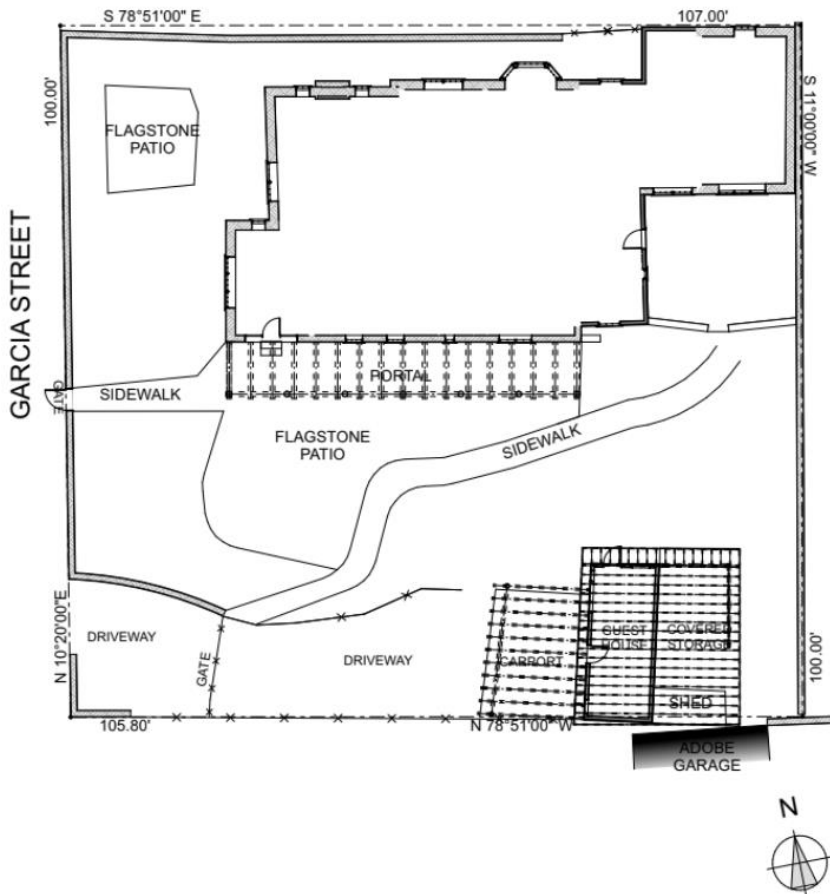 S 78°51'00" E
107.00'
100.00'
S 11°00'00" W
FLAGSTONE
PATIO
GARCIA STREET
PORTAL
GATE
SIDEWALK
FLAGSTONE
PATIO
SIDEWALK
N 10°20'00"E
DRIVEWAY
GATE
DRIVEWAY
CARPORT
GUEST
HOUSE
COVERED
STORAGE
SHED
100.00'
105.80'
N 78°51'00" W
ADOBE
GARAGE
N